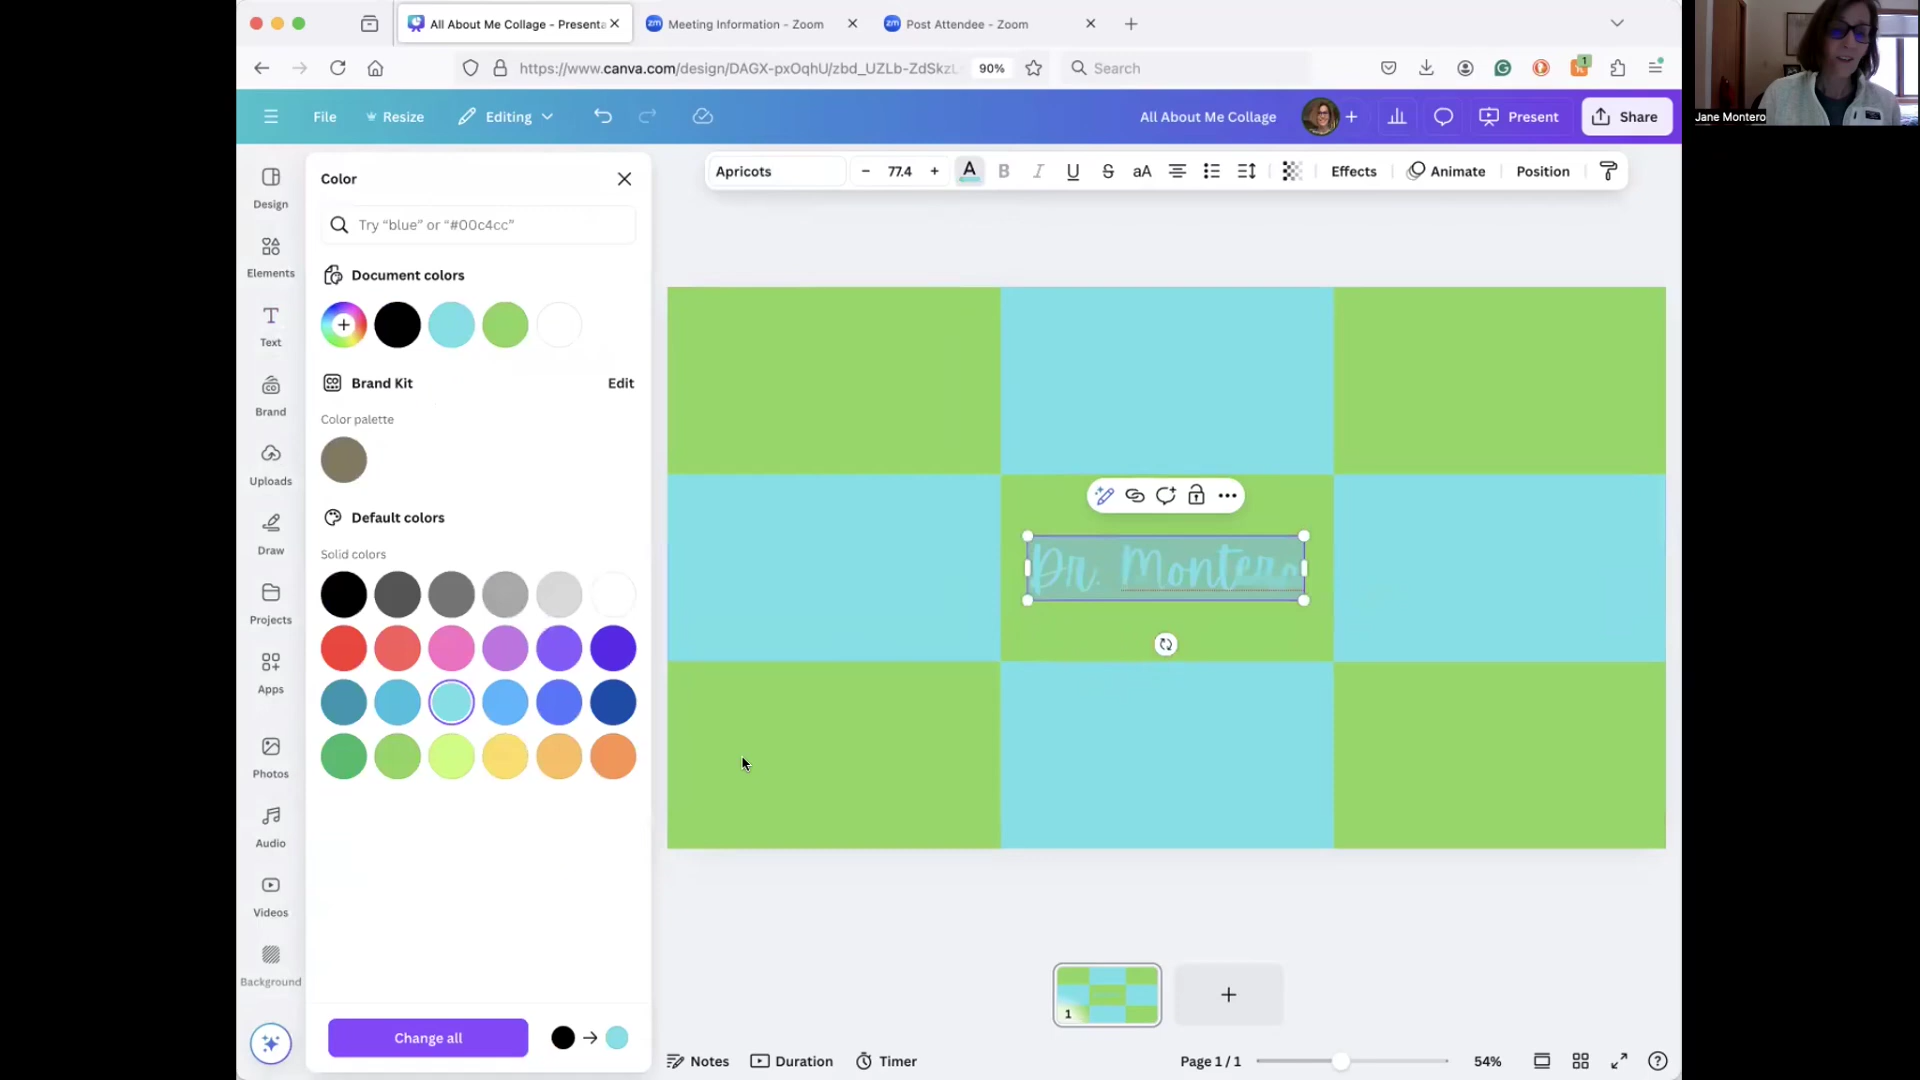 All About Me Collage - Presenta
Meeting Information - Zoom
Post Attendee - Zoom
https://www.canva.com/design/DAGX-pxOqhU/zbd_UZLb-ZdSkzL
90%
Search
1
File
Resize
Editing
All About Me Collage
Present
Share
Jane Montero
Design
Elements
Text
Brand
Uploads
Draw
Projects
Apps
Photos
Audio
Videos
Background
Color
Try “blue” or “#00c4cc”
Document colors
Brand Kit
Edit
Color palette
Default colors
Solid colors
Change all
Apricots
77.4
A
B
I
U
S
aA
Effects
Animate
Position
Dr. Montero
1
Notes
Duration
Timer
Page 1 / 1
54%